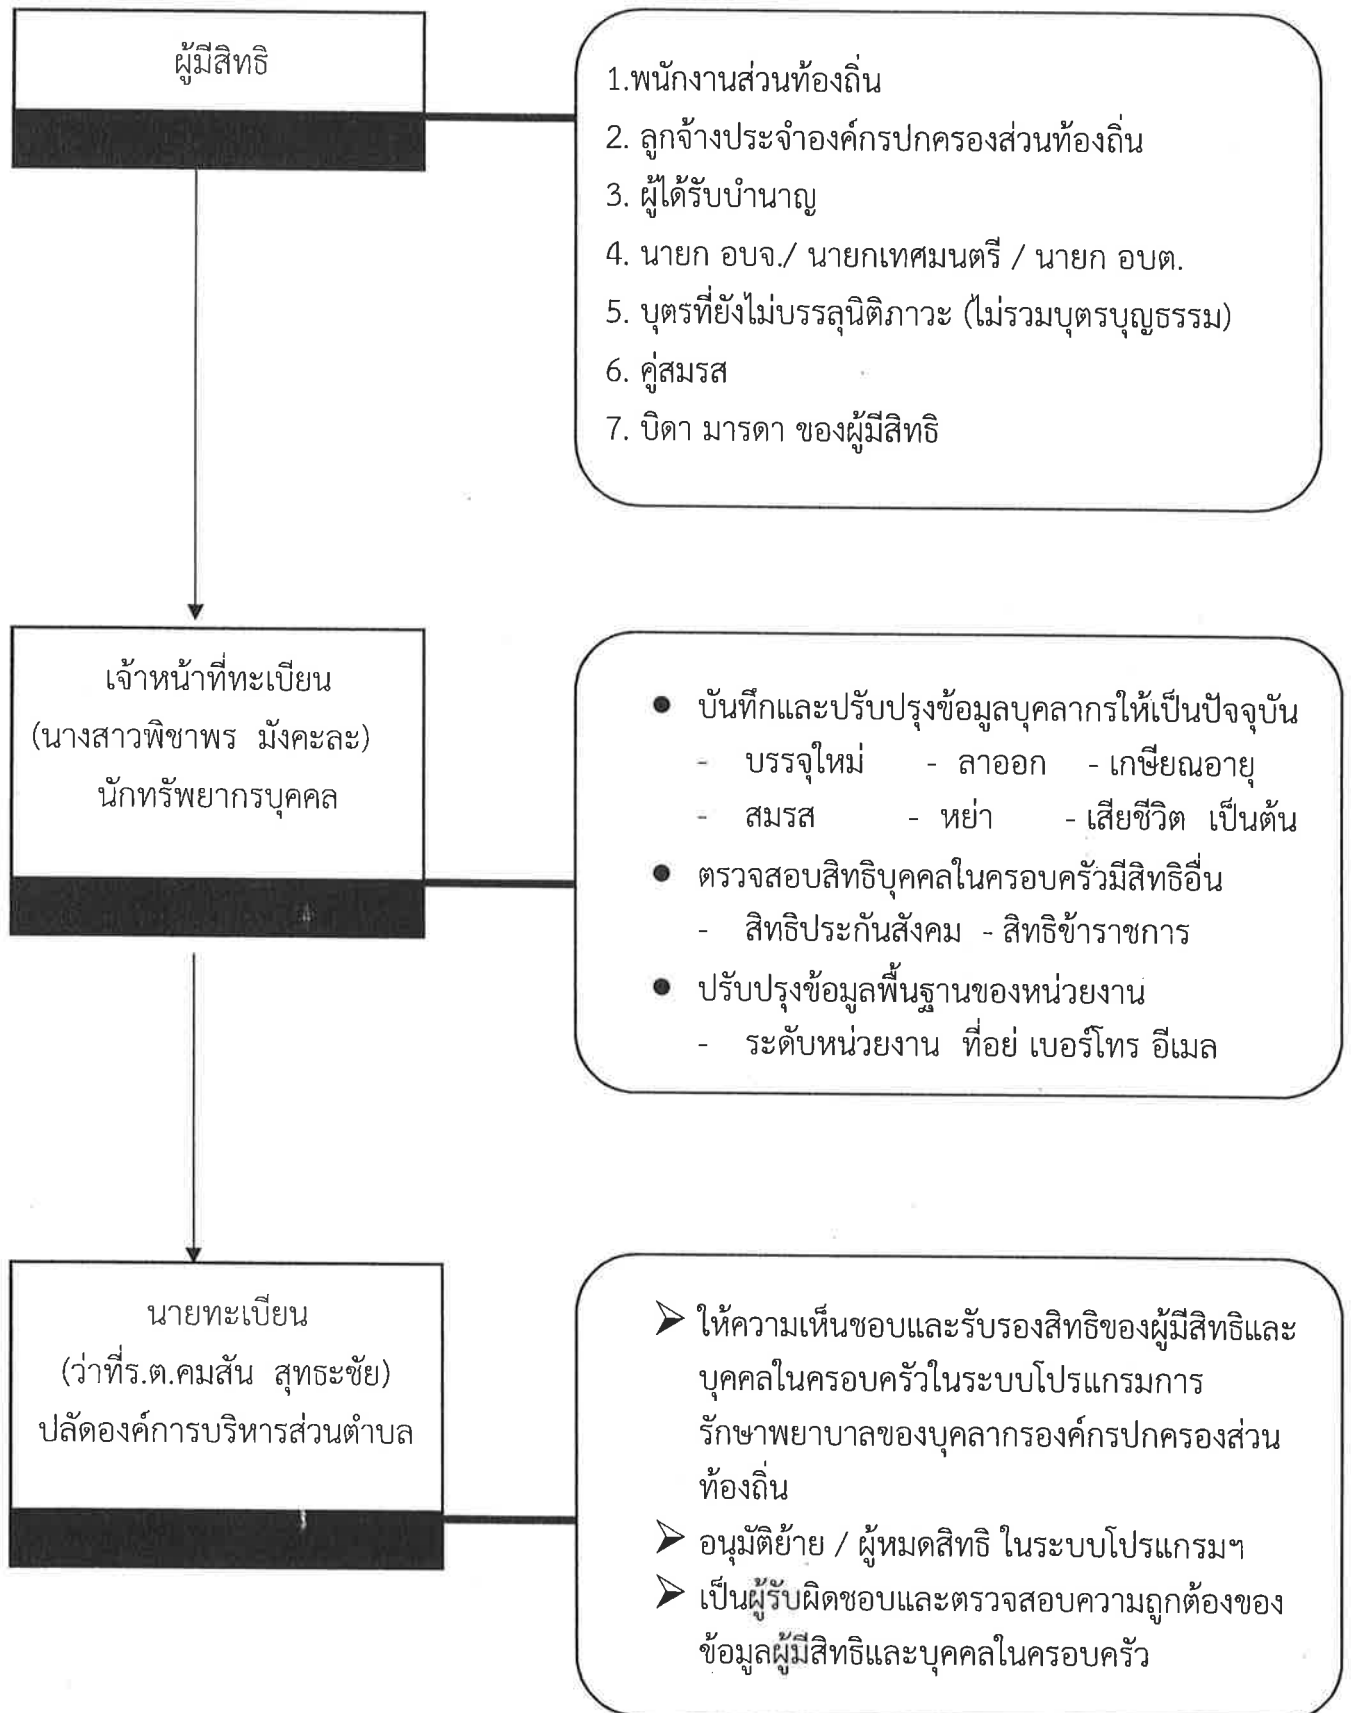 ผู้มีสิทธิ
1.พนักงานส่วนท้องถิ่น
2. ลูกจ้างประจำองค์กรปกครองส่วนท้องถิ่น
3. ผู้ได้รับบำนาญ
4. นายก อบจ./ นายกเทศมนตรี / นายก อบต.
5. บุตรที่ยังไม่บรรลุนิติภาวะ (ไม่รวมบุตรบุญธรรม)
6. คู่สมรส
7. บิดา มารดา ของผู้มีสิทธิ
เจ้าหน้าที่ทะเบียน
(นางสาวพิชาพร มังคะละ)
นักทรัพยากรบุคคล
● บันทึกและปรับปรุงข้อมูลบุคลากรให้เป็นปัจจุบัน
- บรรจุใหม่ - ลาออก - เกษียณอายุ
- สมรส - หย่า - เสียชีวิต เป็นต้น
● ตรวจสอบสิทธิบุคคลในครอบครัวมีสิทธิอื่น
- สิทธิประกันสังคม - สิทธิข้าราชการ
● ปรับปรุงข้อมูลพื้นฐานของหน่วยงาน
- ระดับหน่วยงาน ที่อย่ เบอร์โทร อีเมล
นายทะเบียน
(ว่าที่ร.ต.คมสัน สุทธะชัย)
ปลัดองค์การบริหารส่วนตำบล
➢ ให้ความเห็นชอบและรับรองสิทธิของผู้มีสิทธิและ
บุคคลในครอบครัวในระบบโปรแกรมการ
รักษาพยาบาลของบุคลากรองค์กรปกครองส่วน
ท้องถิ่น
➢ อนุมัติย้าย / ผู้หมดสิทธิ ในระบบโปรแกรมฯ
➢ เป็นผู้รับผิดชอบและตรวจสอบความถูกต้องของ
ข้อมูลผู้มีสิทธิและบุคคลในครอบครัว